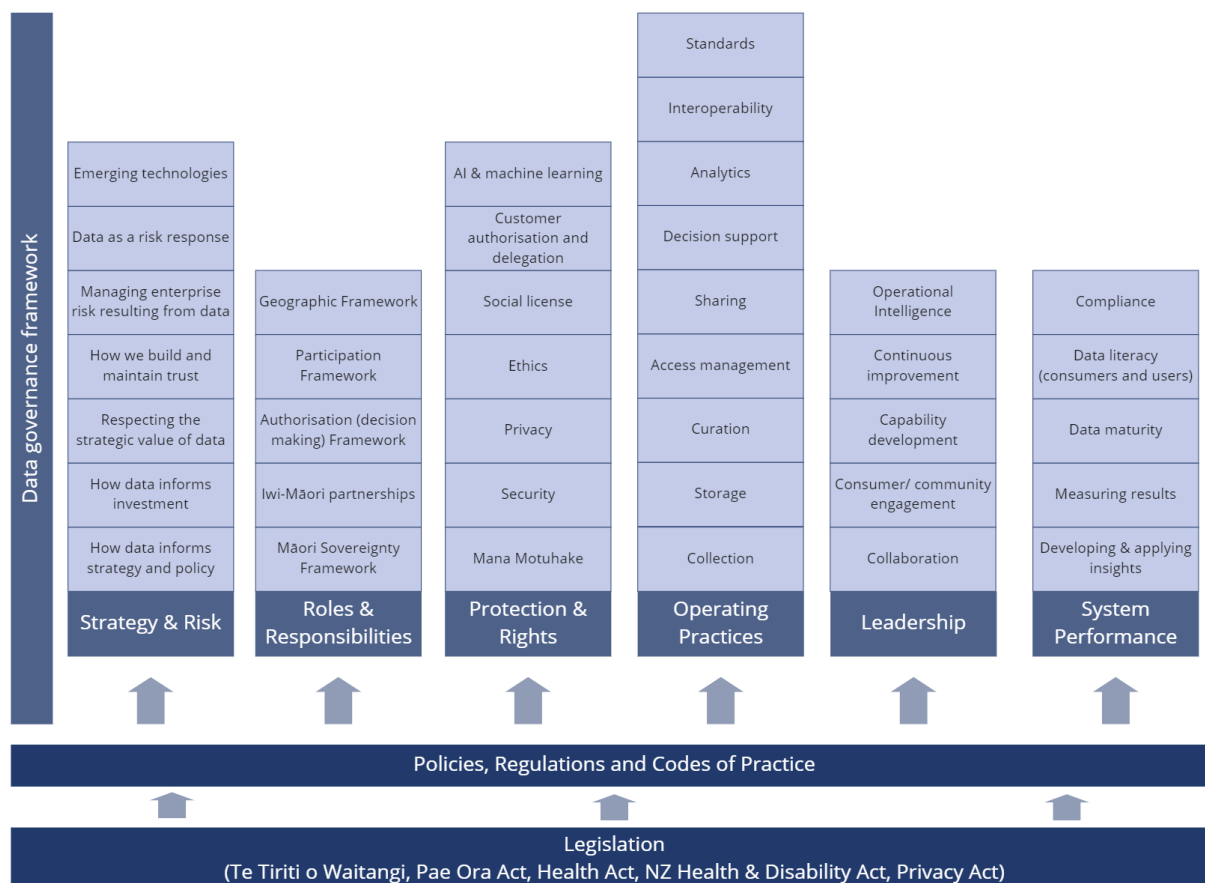 Data governance framework
Emerging technologies
Data as a risk response
Managing enterprise
risk resulting from data
How we build and
maintain trust
Respecting the
strategic value of data
How data informs
investment
How data informs
strategy and policy
Strategy & Risk
Geographic Framework
Participation
Framework
Authorisation (decision
making) Framework
Iwi-Māori partnerships
Māori Sovereignty
Framework
Roles &
Responsibilities
AI & machine learning
Customer
authorisation and
delegation
Social license
Ethics
Privacy
Security
Mana Motuhake
Protection &
Rights
Standards
Interoperability
Analytics
Decision support
Sharing
Access management
Curation
Storage
Collection
Operating
Practices
Operational
Intelligence
Continuous
improvement
Capability
development
Consumer/ community
engagement
Collaboration
Leadership
Compliance
Data literacy
(consumers and users)
Data maturity
Measuring results
Developing & applying
insights
System
Performance
Policies, Regulations and Codes of Practice
Legislation
(Te Tiriti o Waitangi, Pae Ora Act, Health Act, NZ Health & Disability Act, Privacy Act)